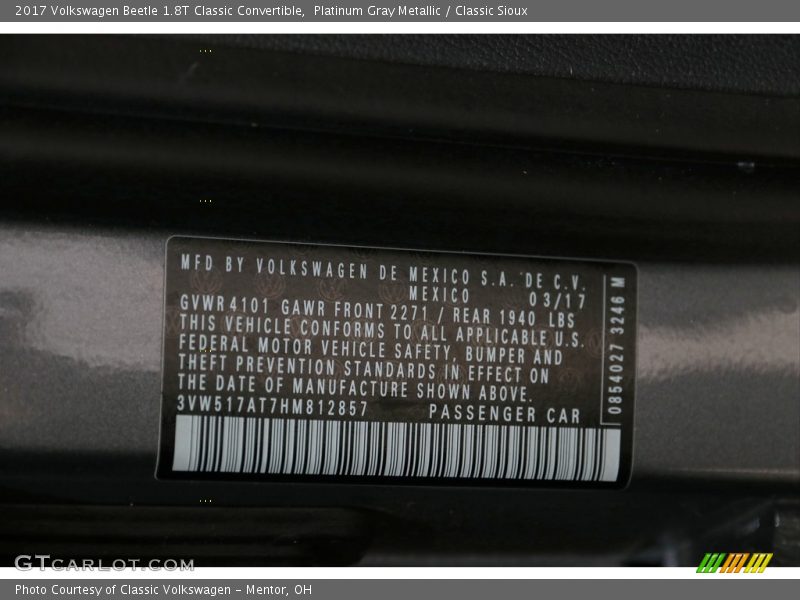 2017 Volkswagen Beetle 1.8T Classic Convertible, Platinum Gray Metallic / Classic Sioux
MFD BY VOLKSWAGEN DE MEXICO S.A. DE C.V.
MEXICO 03/17
GVWR4101 GAWR FRONT 2271 / REAR 1940 LBS
THIS VEHICLE CONFORMS TO ALL APPLICABLE U.S.
FEDERAL MOTOR VEHICLE SAFETY, BUMPER AND
THEFT PREVENTION STANDARDS IN EFFECT ON
THE DATE OF MANUFACTURE SHOWN ABOVE.
3VW517AT7HM812857 PASSENGER CAR
0854027 3246 M
GTCARLOT.COM
Photo Courtesy of Classic Volkswagen - Mentor, OH